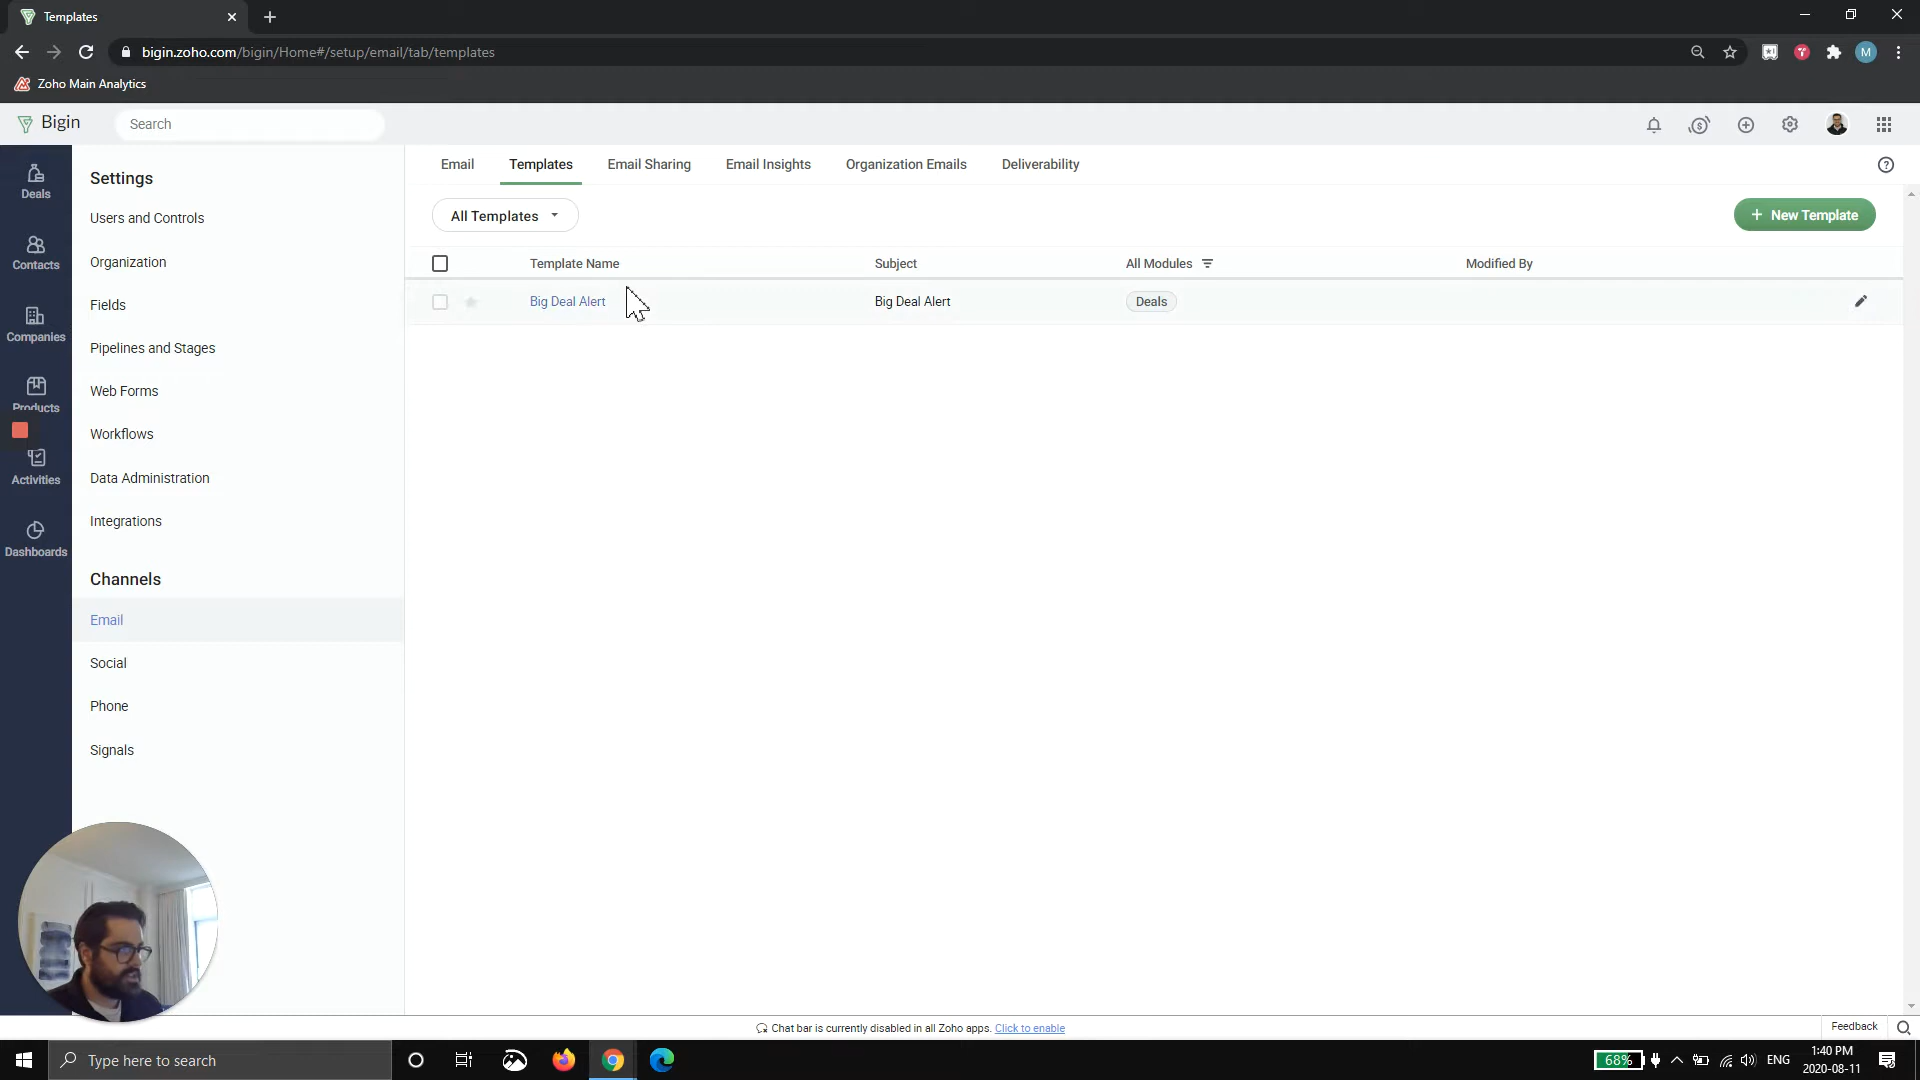 Templates
bigin.zoho.com/bigin/Home#/setup/email/tab/templates
M
Zoho Main Analytics
Bigin
Search
Deals
Contacts
Companies
Products
Activities
Dashboards
Settings
Users and Controls
Organization
Fields
Pipelines and Stages
Web Forms
Workflows
Data Administration
Integrations
Channels
Email
Social
Phone
Signals
Email Templates Email Sharing Email Insights Organization Emails Deliverability
All Templates
+ New Template
Template Name Subject All Modules Modified By
Big Deal Alert Big Deal Alert Deals
Chat bar is currently disabled in all Zoho apps. Click to enable
Feedback
Type here to search
68%
ENG
1:40 PM
2020-08-11